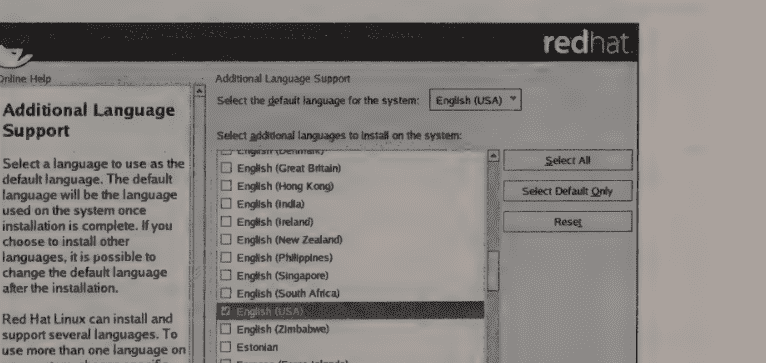 redhat.
Online Help
Additional Language
Support
Select a language to use as the
default language. The default
language will be the language
used on the system once
installation is complete. If you
choose to install other
languages, it is possible to
change the default language
after the installation.
Red Hat Linux can install and
support several languages. To
use more than one language on
Additional Language Support
Select the default language for the system: English (USA)
Select additional languages to install on the system:
English (Denmark)
English (Great Britain)
English (Hong Kong)
English (India)
English (Ireland)
English (New Zealand)
English (Philippines)
English (Singapore)
English (South Africa)
English (USA)
English (Zimbabwe)
Estonian
Select All
Select Default Only
Reset